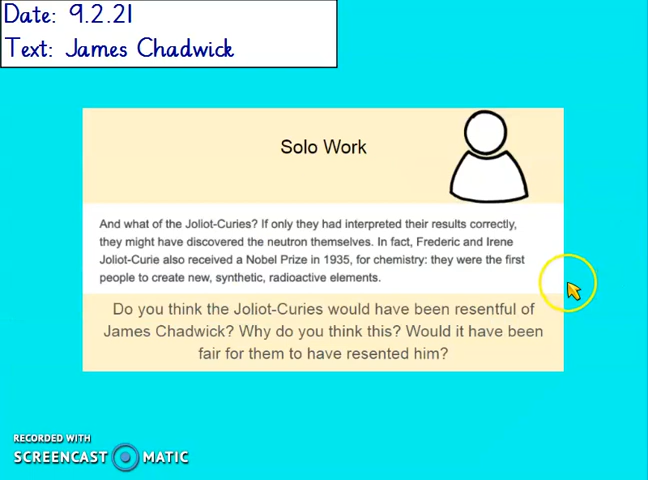 Date: 9.2.21
Text: James Chadwick
Solo Work
And what of the Joliot-Curies? If only they had interpreted their results correctly,
they might have discovered the neutron themselves. In fact, Frederic and Irene
Joliot-Curie also received a Nobel Prize in 1935, for chemistry: they were the first
people to create new, synthetic, radioactive elements.
Do you think the Joliot-Curies would have been resentful of
James Chadwick? Why do you think this? Would it have been
fair for them to have resented him?
RECORDED WITH
SCREENCAST MATIC